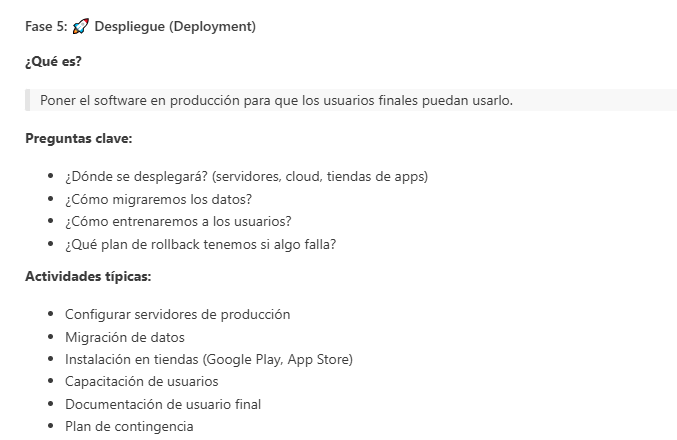 Fase 5: 🚀 Despliegue (Deployment)
¿Qué es?
Poner el software en producción para que los usuarios finales puedan usarlo.
Preguntas clave:
• ¿Dónde se desplegará? (servidores, cloud, tiendas de apps)
• ¿Cómo migraremos los datos?
• ¿Cómo entrenaremos a los usuarios?
• ¿Qué plan de rollback tenemos si algo falla?
Actividades típicas:
• Configurar servidores de producción
• Migración de datos
• Instalación en tiendas (Google Play, App Store)
• Capacitación de usuarios
• Documentación de usuario final
• Plan de contingencia